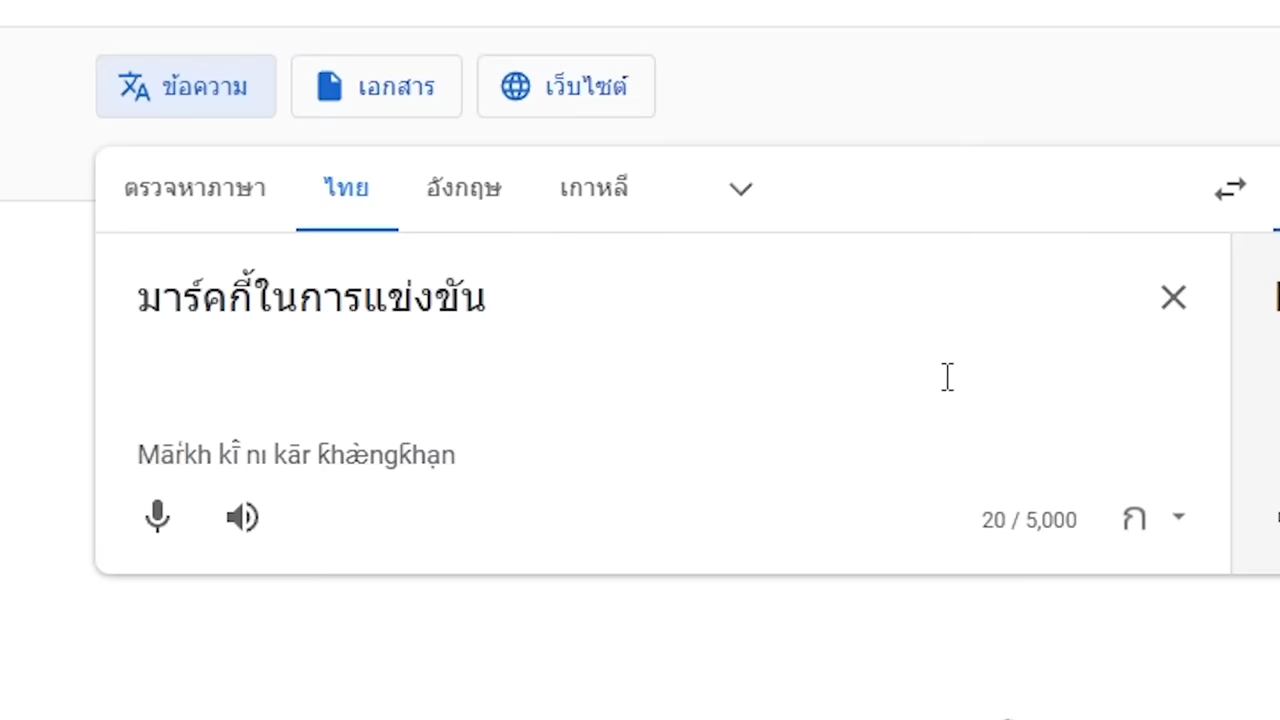 ข้อความ เอกสาร เว็บไซต์
ตรวจหาภาษา ไทย อังกฤษ เกาหลี
มาร์คกี้ในการแข่งขัน
Mār̒kh kī̂ nı kār k̄hæ̀ngk̄hạn
20 / 5,000 ก